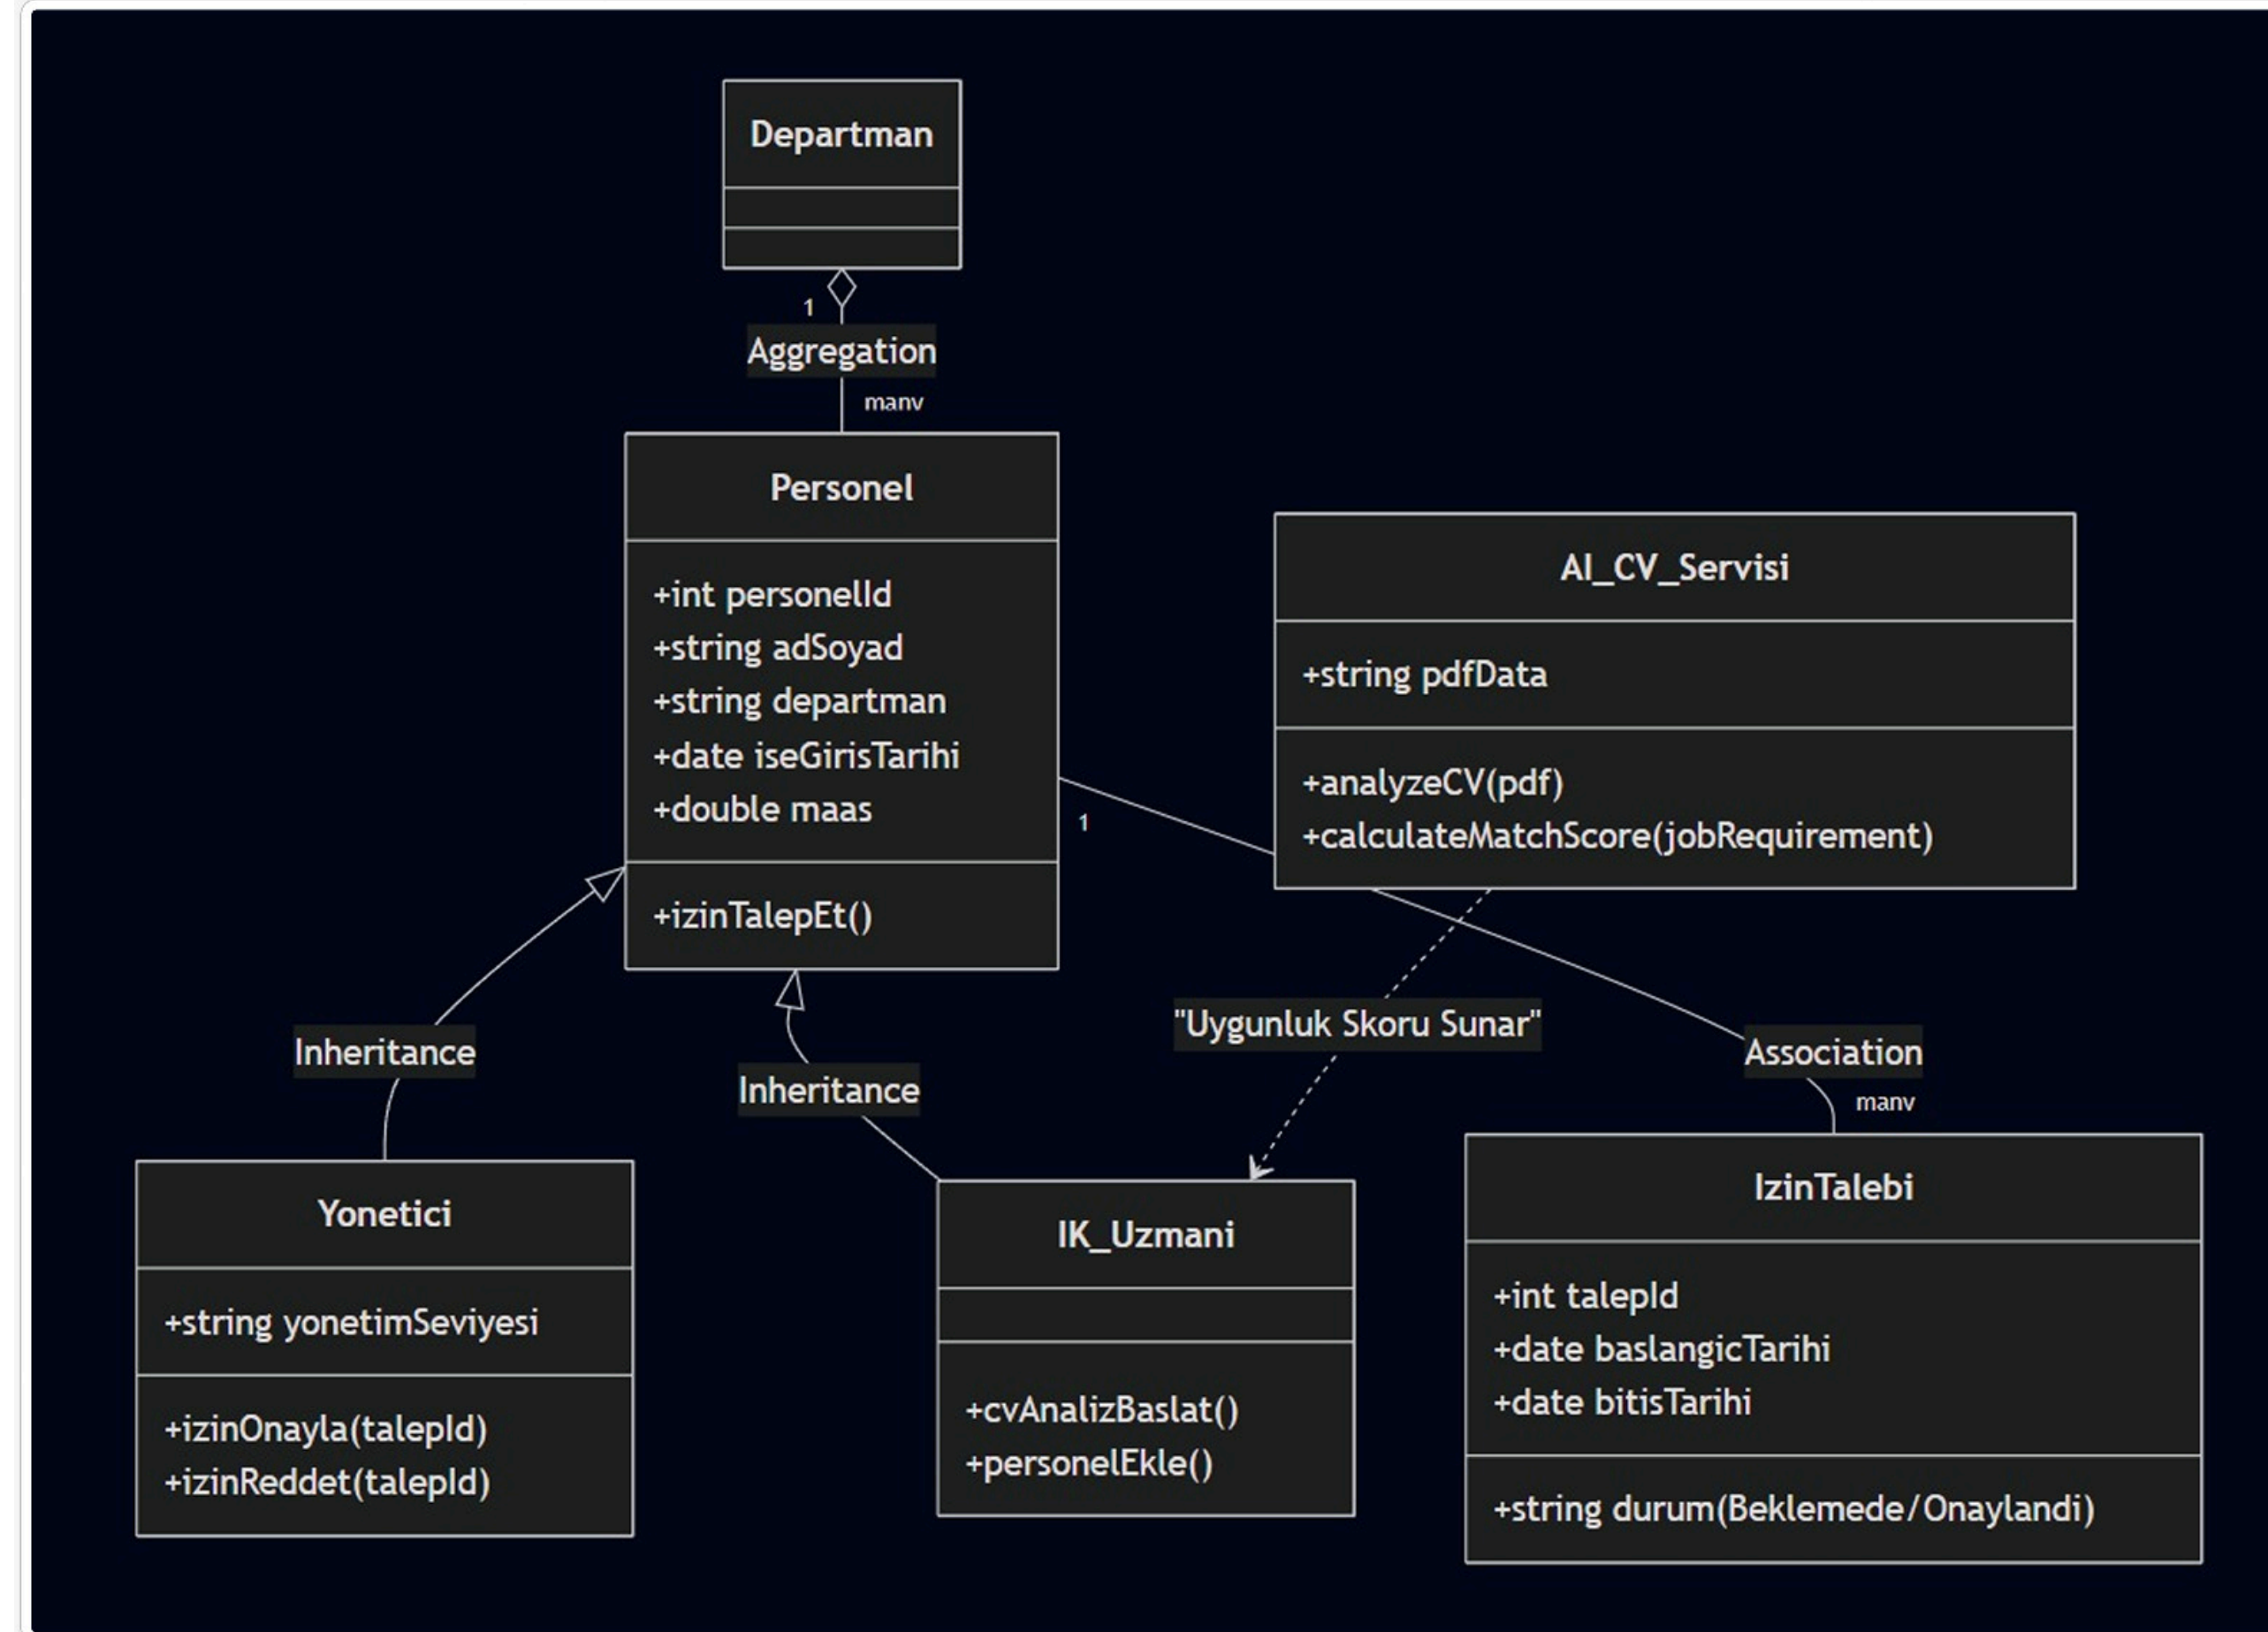 Departman
1
Aggregation
manv
Personel
+int personelId
+string adSoyad
+string departman
+date iseGirisTarihi
+double maas
+izinTalepEt()
1
AI_CV_Servisi
+string pdfData
+analyzeCV(pdf)
+calculateMatchScore(jobRequirement)
Inheritance
Inheritance
"Uygunluk Skoru Sunar"
Association
manv
Yonetici
+string yonetimSeviyesi
+izinOnayla(talepId)
+izinReddet(talepId)
IK_Uzmani
+cvAnalizBaslat()
+personelEkle()
IzinTalebi
+int talepId
+date baslangicTarihi
+date bitisTarihi
+string durum(Beklemede/Onaylandi)